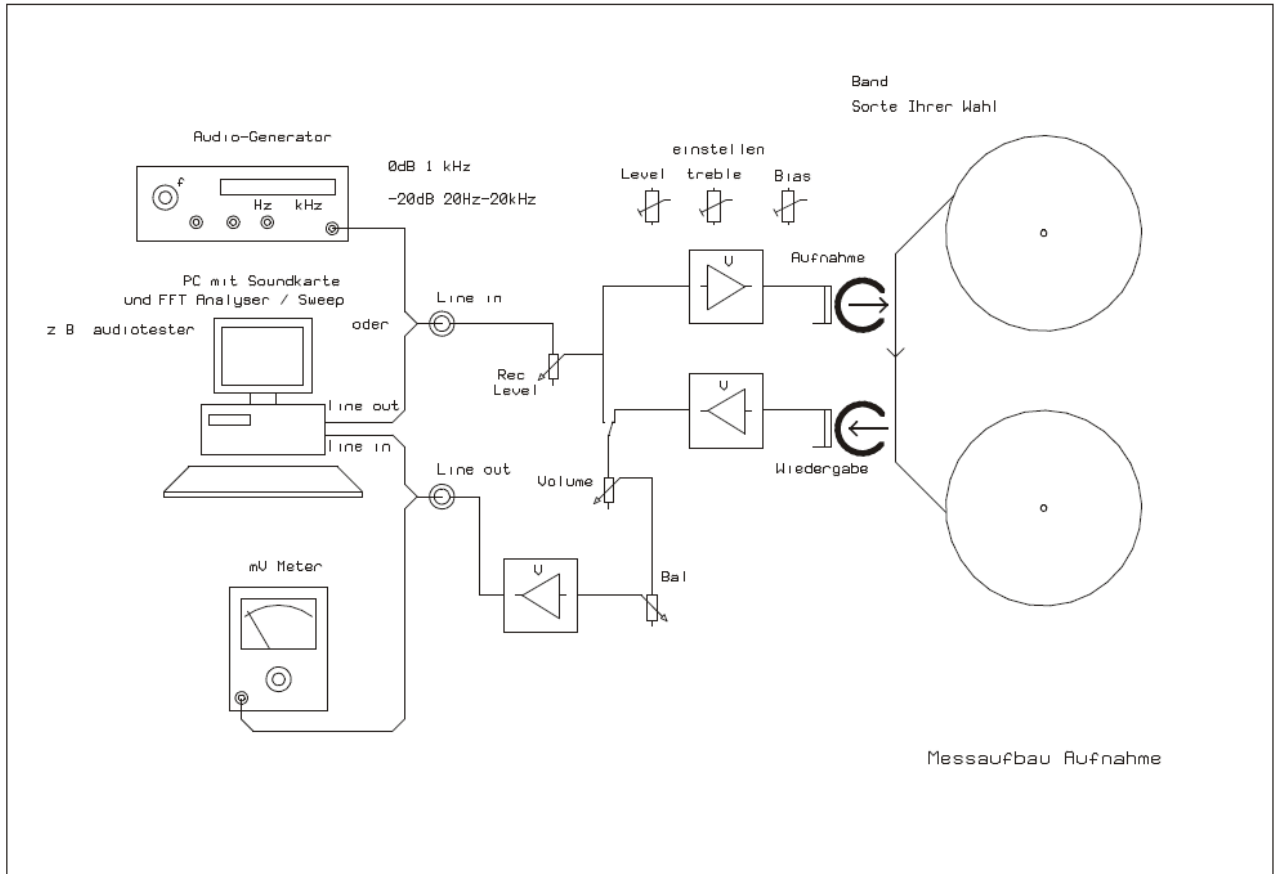 Band
Sorte Ihrer Wahl
Audio-Generator
0dB 1 kHz
-20dB 20Hz-20kHz
f
Hz kHz
einstellen
Level treble Bias
PC mit Soundkarte
und FFT Analyser / Sweep
z B audiotester
oder
Line in
V
Aufnahme
Rec
Level
line out
line in
V
Wiedergabe
Line out
Volume
mV Meter
V
Bal
Messaufbau Aufnahme